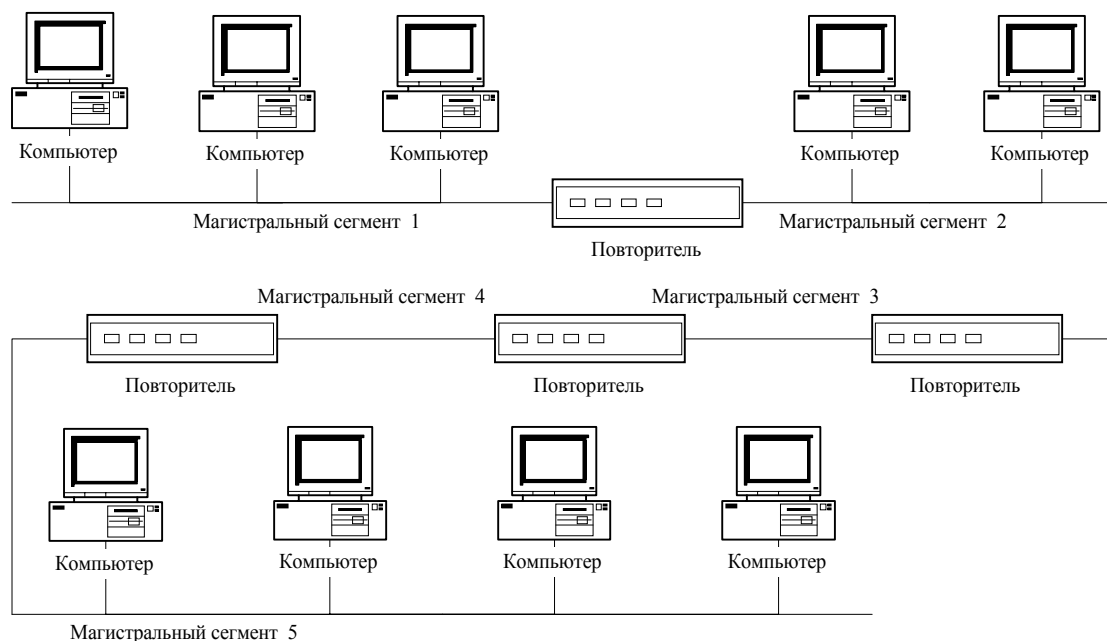 Компьютер Компьютер Компьютер Компьютер Компьютер
Магистральный сегмент 1 Магистральный сегмент 2
Повторитель
Магистральный сегмент 4 Магистральный сегмент 3
Повторитель Повторитель Повторитель
Компьютер Компьютер Компьютер Компьютер
Магистральный сегмент 5